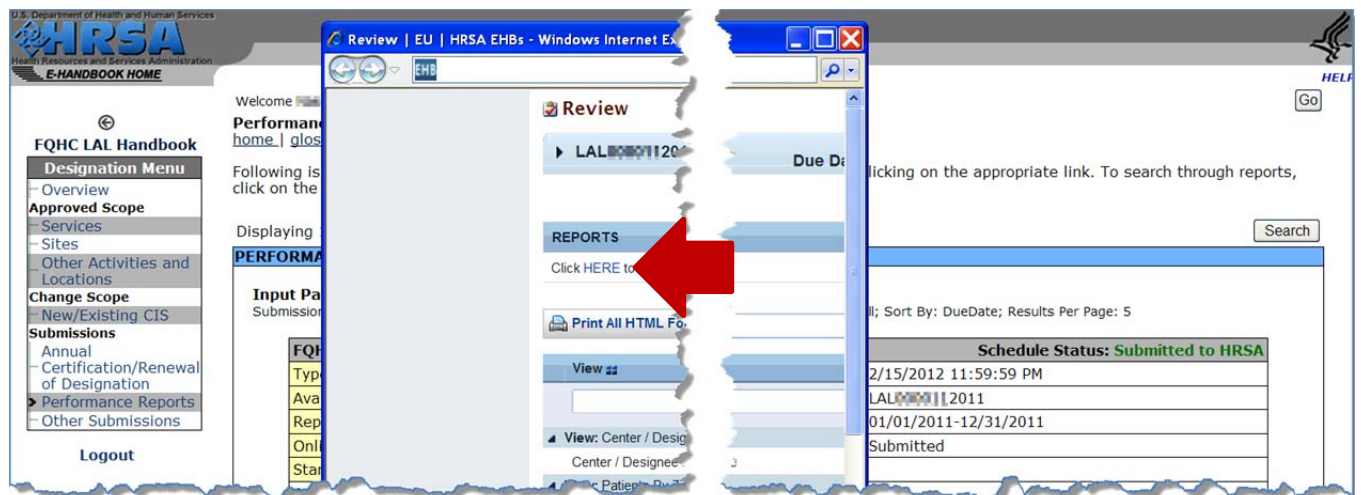 U.S. Department of Health and Human Services
HRSA
Health Resources and Services Administration
E-HANDBOOK HOME
HELP
FQHC LAL Handbook
Designation Menu
Overview
Approved Scope
Services
Sites
Other Activities and
Locations
Change Scope
New/Existing CIS
Submissions
Annual
Certification/Renewal
of Designation
Performance Reports
Other Submissions
Logout
Welcome
Performan
home | glos
Following is
click on the
Displaying
PERFORMA
Input Pa
Submission
FQH
Type
Ava
Rep
Onli
Star
Review | EU | HRSA EHBs - Windows Internet Ex
EHB
Review
LAL
Due Da
REPORTS
Click HERE to
Print All HTML Fo
View
View: Center / Desig
Center / Designee
Go
licking on the appropriate link. To search through reports,
Search
ll; Sort By: DueDate; Results Per Page: 5
Schedule Status: Submitted to HRSA
2/15/2012 11:59:59 PM
LAL 2011
01/01/2011-12/31/2011
Submitted